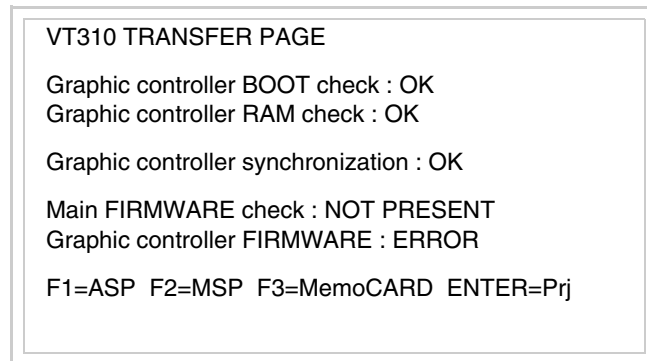 VT310 TRANSFER PAGE
Graphic controller BOOT check : OK
Graphic controller RAM check : OK
Graphic controller synchronization : OK
Main FIRMWARE check : NOT PRESENT
Graphic controller FIRMWARE : ERROR
F1=ASP  F2=MSP  F3=MemoCARD  ENTER=Prj